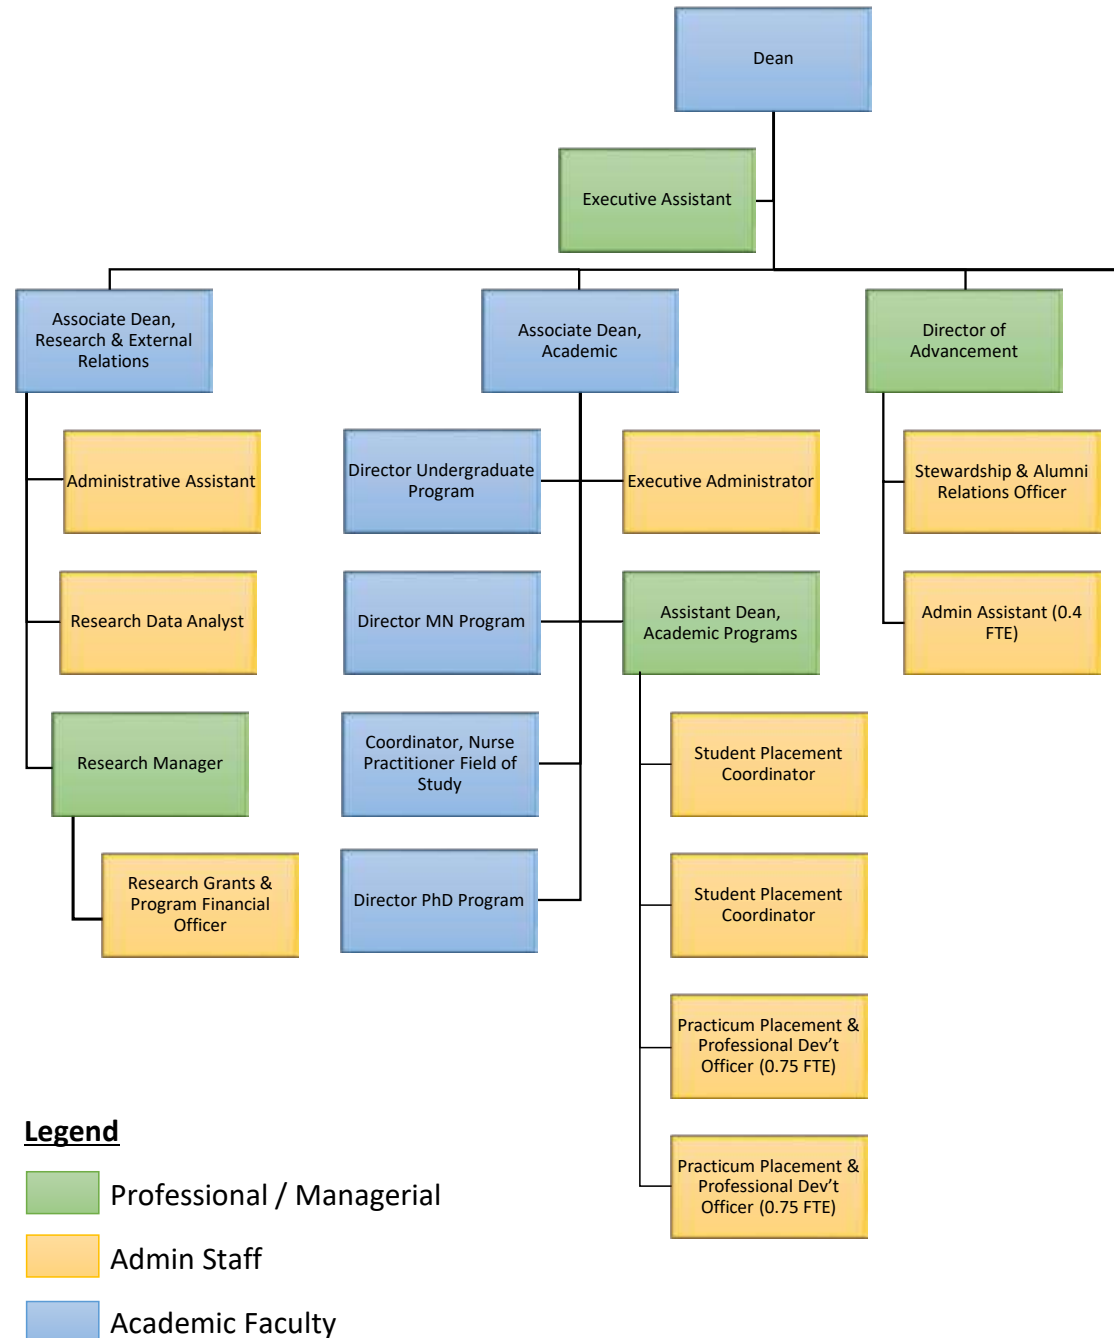 Dean
Executive Assistant
Associate Dean,
Research & External
Relations
Associate Dean,
Academic
Director of
Advancement
Administrative Assistant
Director Undergraduate
Program
Executive Administrator
Stewardship & Alumni
Relations Officer
Research Data Analyst
Director MN Program
Assistant Dean,
Academic Programs
Admin Assistant (0.4
FTE)
Research Manager
Coordinator, Nurse
Practitioner Field of
Study
Student Placement
Coordinator
Research Grants &
Program Financial
Officer
Director PhD Program
Student Placement
Coordinator
Practicum Placement &
Professional Dev’t
Officer (0.75 FTE)
Practicum Placement &
Professional Dev’t
Officer (0.75 FTE)
Legend
Professional / Managerial
Admin Staff
Academic Faculty